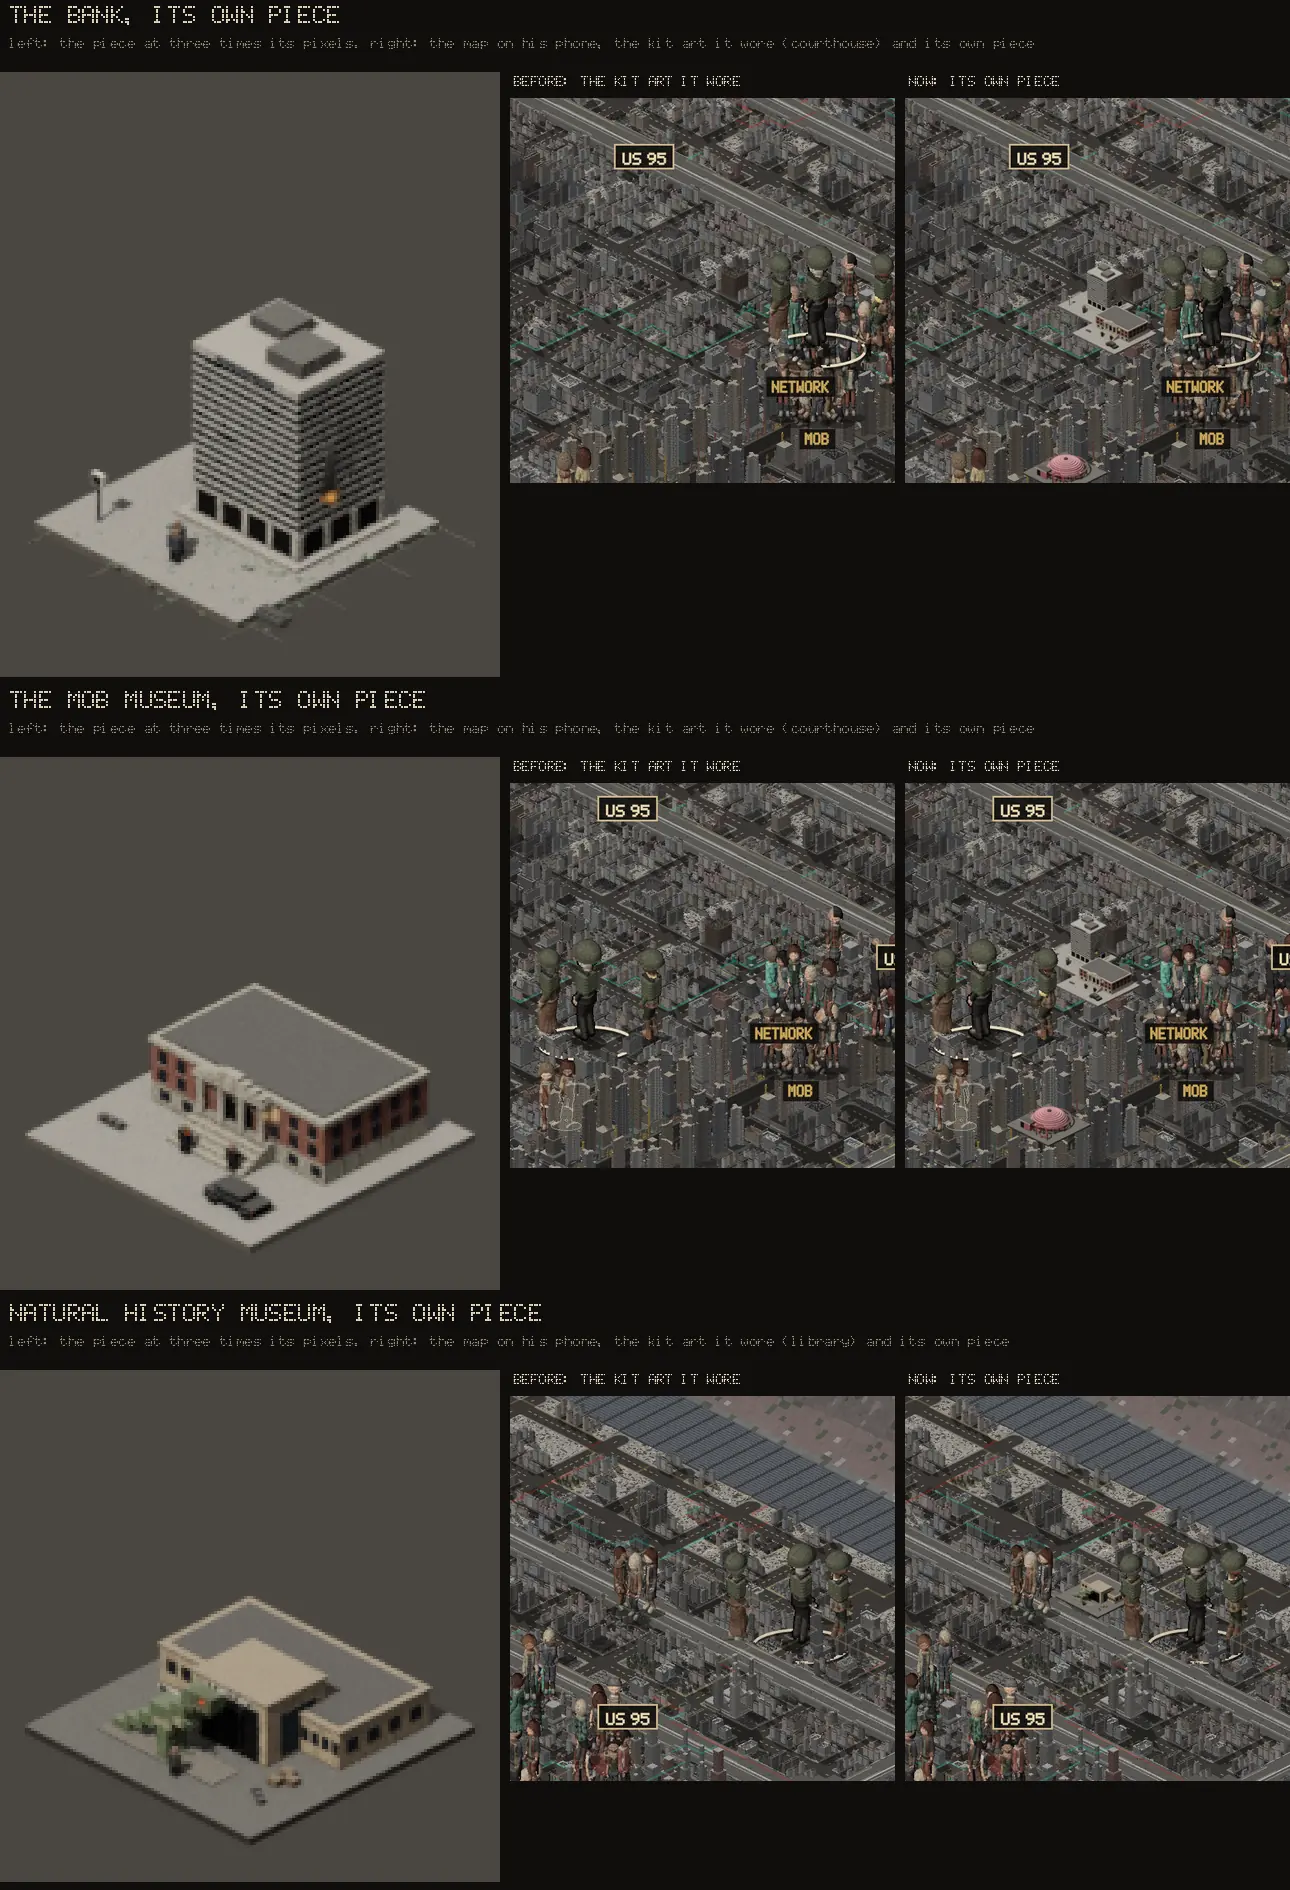 THE BANK, ITS OWN PIECE
left: the piece at three times its pixels. right: the map on his phone, the kit art it wore (courthouse) and its own piece
BEFORE: THE KIT ART IT WORE
NOW: ITS OWN PIECE
US 95
NETWORK
MOB
US 95
NETWORK
MOB
THE MOB MUSEUM, ITS OWN PIECE
left: the piece at three times its pixels. right: the map on his phone, the kit art it wore (courthouse) and its own piece
BEFORE: THE KIT ART IT WORE
NOW: ITS OWN PIECE
US 95
U
NETWORK
MOB
US 95
U
NETWORK
MOB
NATURAL HISTORY MUSEUM, ITS OWN PIECE
left: the piece at three times its pixels. right: the map on his phone, the kit art it wore (library) and its own piece
BEFORE: THE KIT ART IT WORE
NOW: ITS OWN PIECE
US 95
US 95